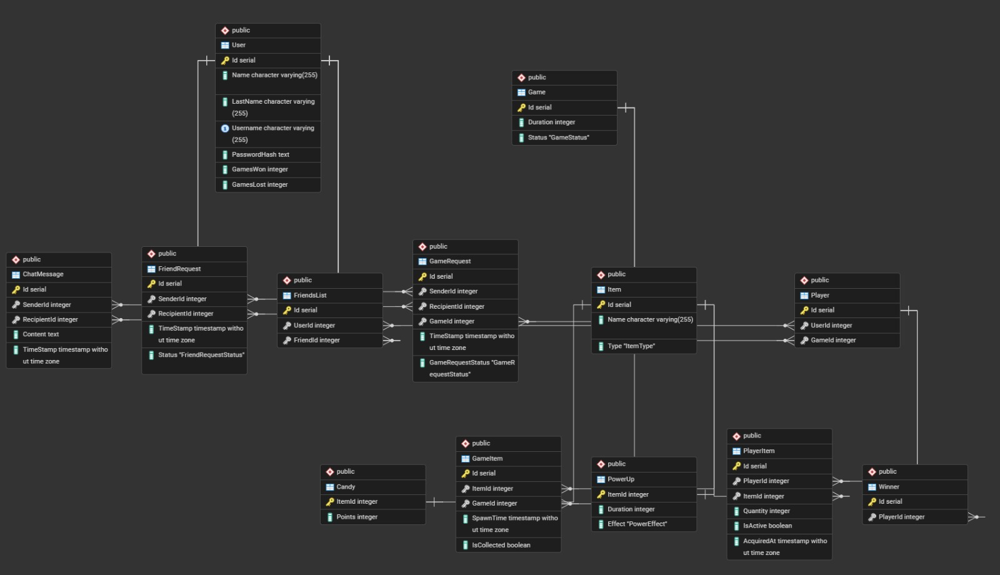 public
User
Id serial
Name character varying(255)
LastName character varying
(255)
Username character varying
(255)
PasswordHash text
GamesWon integer
GamesLost integer
public
Game
Id serial
Duration integer
Status "GameStatus"
public
ChatMessage
Id serial
SenderId integer
RecipientId integer
Content text
TimeStamp timestamp witho
ut time zone
public
FriendRequest
Id serial
SenderId integer
RecipientId integer
TimeStamp timestamp witho
ut time zone
Status "FriendRequestStatus"
public
FriendsList
Id serial
UserId integer
FriendId integer
public
GameRequest
Id serial
SenderId integer
RecipientId integer
GameId integer
TimeStamp timestamp witho
ut time zone
GameRequestStatus "GameR
equestStatus"
public
Item
Id serial
Name character varying(255)
Type "ItemType"
public
Player
Id serial
UserId integer
GameId integer
public
Candy
ItemId integer
Points integer
public
GameItem
Id serial
ItemId integer
GameId integer
SpawnTime timestamp witho
ut time zone
IsCollected boolean
public
PowerUp
ItemId integer
Duration integer
Effect "PowerEffect"
public
PlayerItem
Id serial
PlayerId integer
ItemId integer
Quantity integer
IsActive boolean
AcquiredAt timestamp witho
ut time zone
public
Winner
Id serial
PlayerId integer